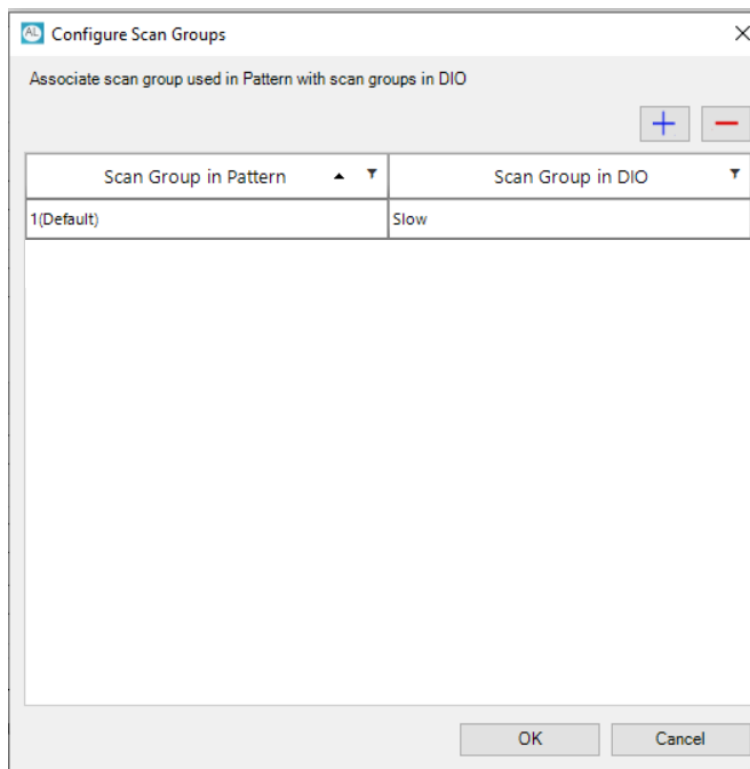 AL Configure Scan Groups
Associate scan group used in Pattern with scan groups in DIO
Scan Group in Pattern Scan Group in DIO
1(Default) Slow
OK Cancel